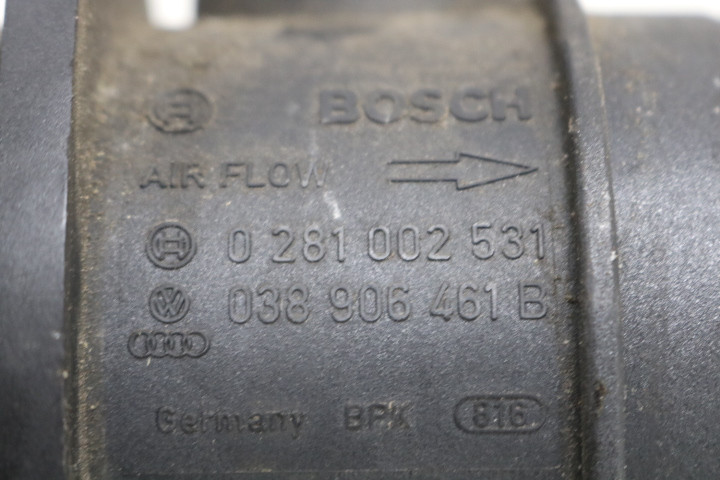 BOSCH
AIR FLOW
0 281 002 531
038 906 461 B
Germany BPK 816